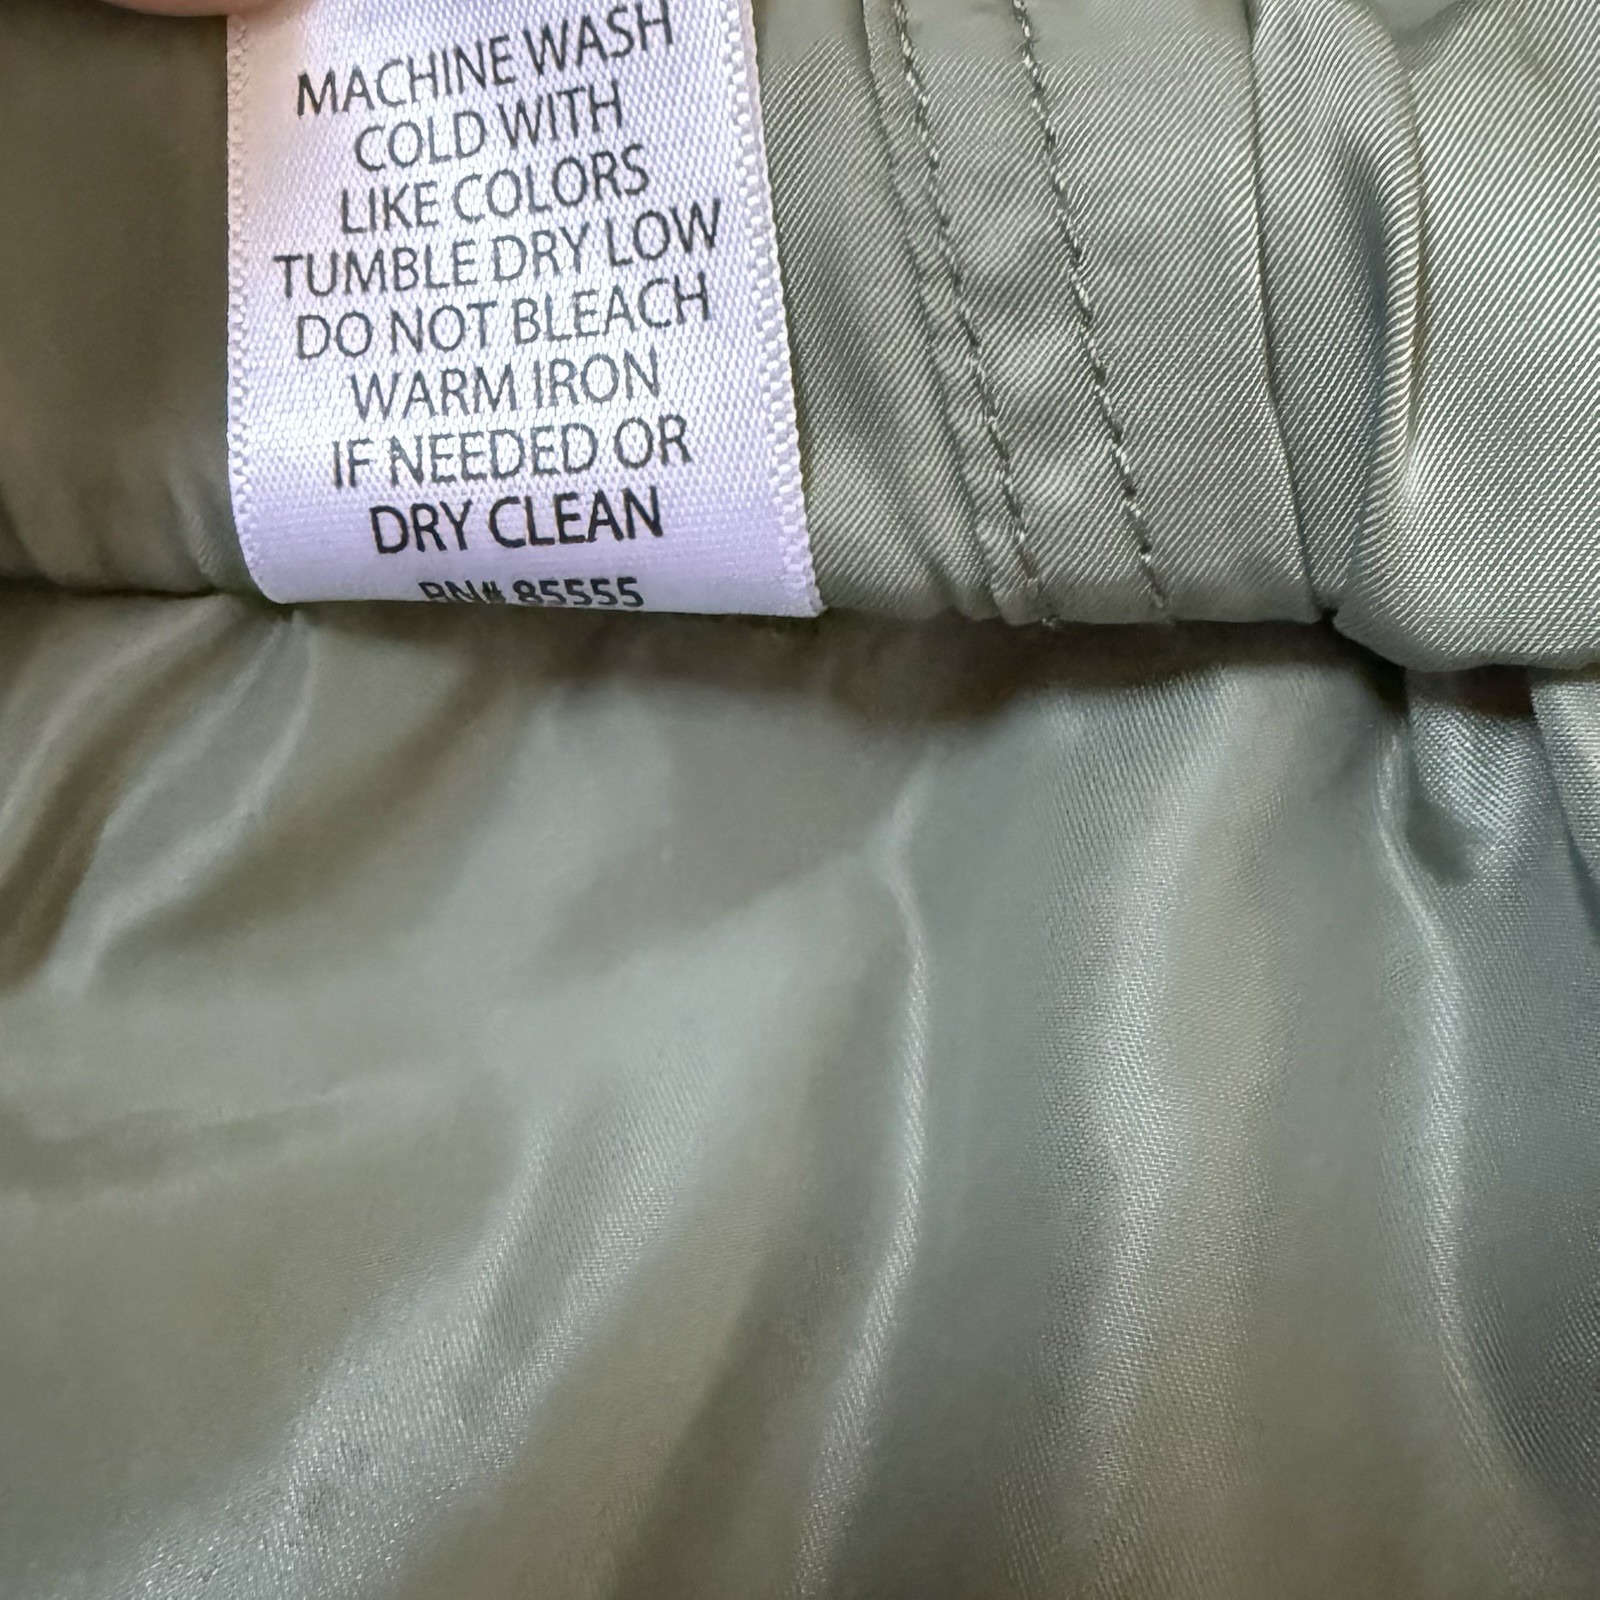 MACHINE WASH
COLD WITH
LIKE COLORS
TUMBLE DRY LOW
DO NOT BLEACH
WARM IRON
IF NEEDED OR
DRY CLEAN
RN# 85555